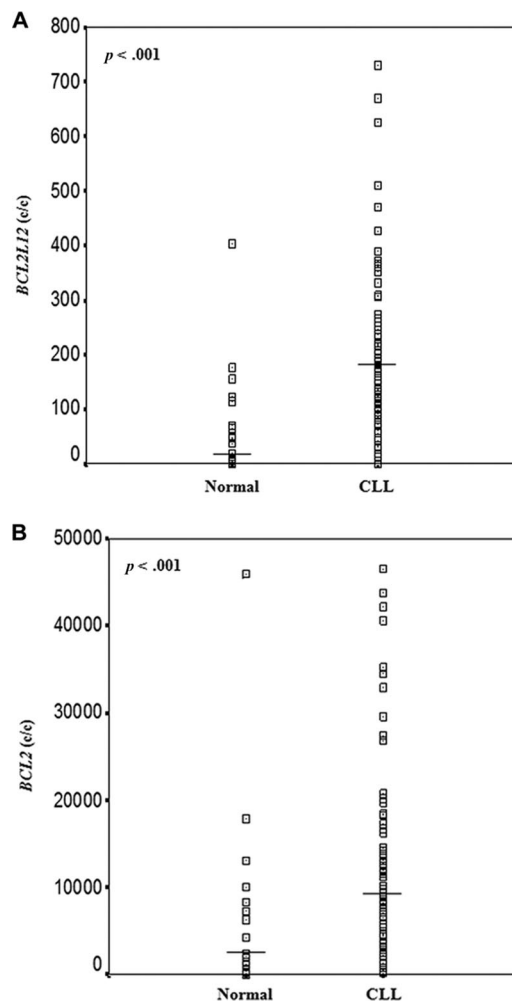 A
800
p < .001
700
600
500
400
300
200
100
0
BCL2L12 (c/c)
Normal CLL
B
50000
p < .001
40000
30000
20000
10000
0
BCL2 (c/c)
Normal CLL